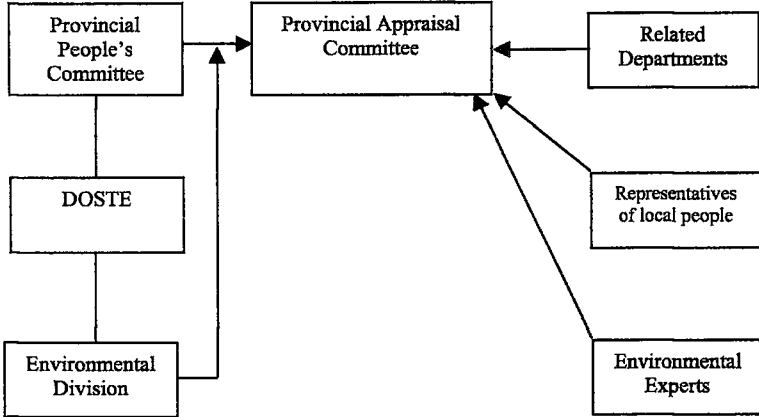 Provincial
People's
Committee
Provincial Appraisal
Committee
Related
Departments
DOSTE
Representatives
of local people
Environmental
Division
Environmental
Experts